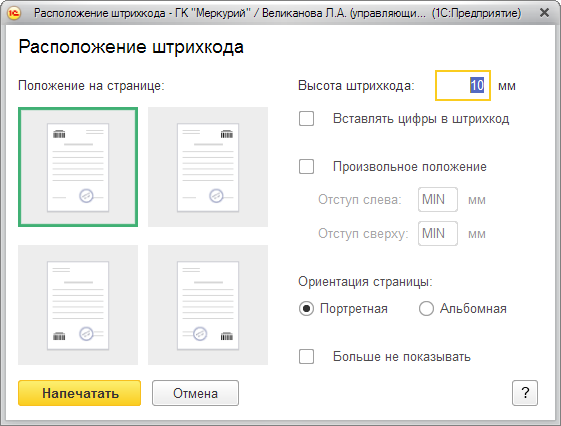 Расположение штрихкода - ГК "Меркурий" / Великанова Л.А. (управляющи... (1С:Предприятие)
Расположение штрихкода
Положение на странице:
Высота штрихкода: 10 мм
Вставлять цифры в штрихкод
Произвольное положение
Отступ слева: MIN мм
Отступ сверху: MIN мм
Ориентация страницы:
Портретная Альбомная
Больше не показывать
Напечатать Отмена ?